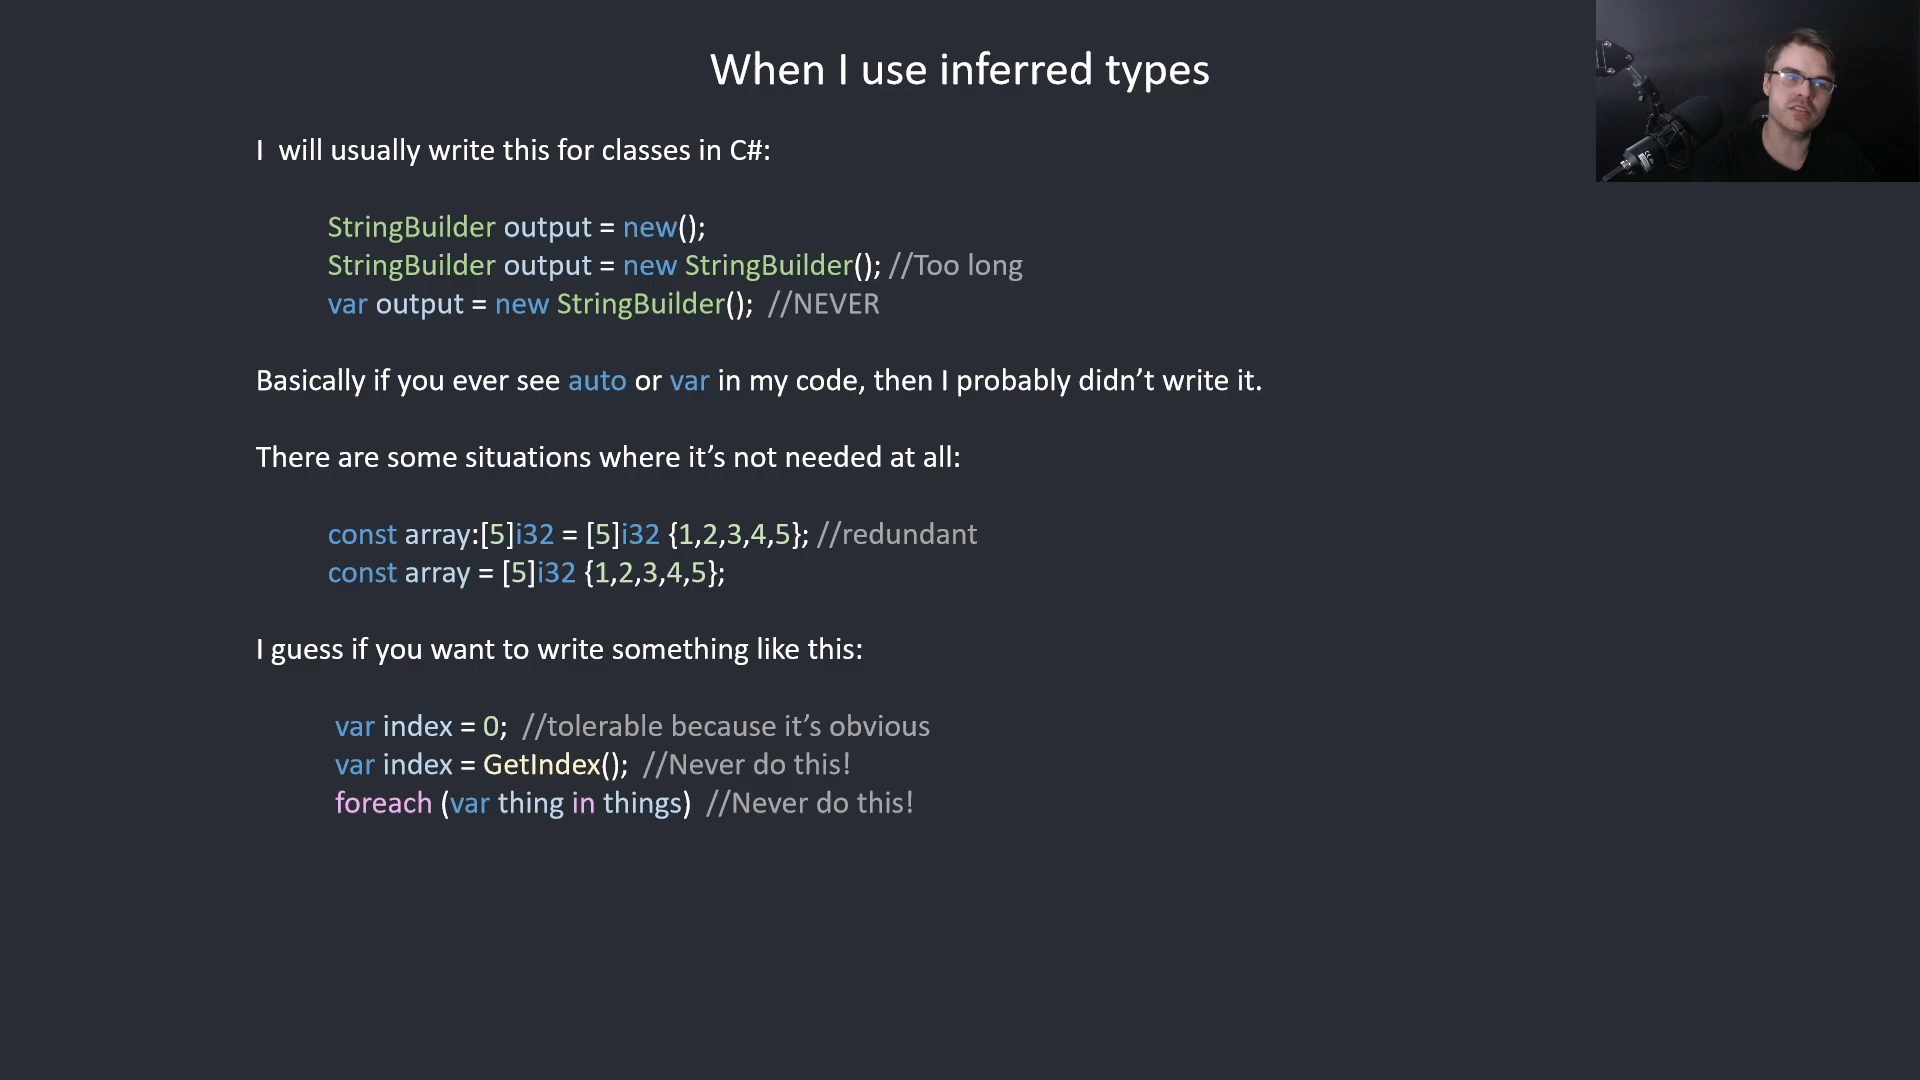 When I use inferred types
I  will usually write this for classes in C#:
StringBuilder output = new();
StringBuilder output = new StringBuilder(); //Too long
var output = new StringBuilder();  //NEVER
Basically if you ever see auto or var in my code, then I probably didn’t write it.
There are some situations where it’s not needed at all:
const array:[5]i32 = [5]i32 {1,2,3,4,5}; //redundant
const array = [5]i32 {1,2,3,4,5};
I guess if you want to write something like this:
var index = 0;  //tolerable because it’s obvious
var index = GetIndex();  //Never do this!
foreach (var thing in things)  //Never do this!